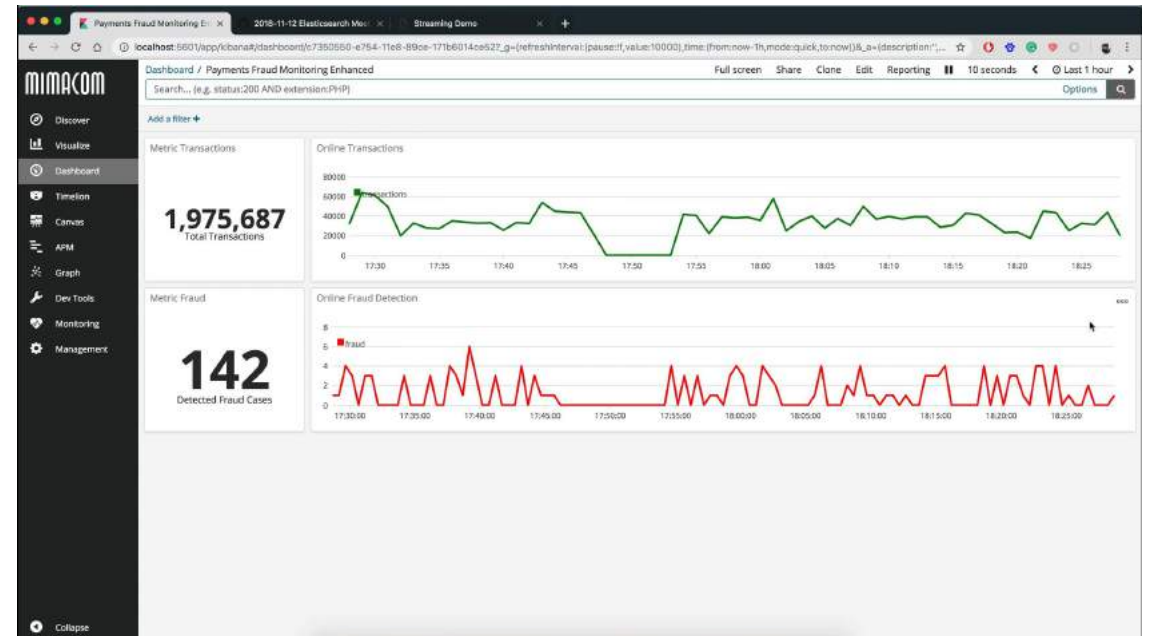 Payments Fraud Monitoring En
2018-11-12 Elasticsearch Mee
Streaming Demo
localhost:5601/app/kibana#/dashboard/c7350550-e754-11e8-89ce-171b6014ce52?_g=(refreshInterval:(pause:!f,value:10000),time:(from:now-1h,mode:quick,to:now))&_a=(description:'',...
MIMACOM
Dashboard / Payments Fraud Monitoring Enhanced
Full screen Share Clone Edit Reporting 10 seconds Last 1 hour
Search... (e.g. status:200 AND extension:PHP)
Options
Add a filter +
Discover
Visualize
Dashboard
Timelion
Canvas
APM
Graph
Dev Tools
Monitoring
Management
Collapse
Metric Transactions
1,975,687
Total Transactions
Online Transactions
80000
60000
40000
20000
0
transactions
17:30 17:35 17:40 17:45 17:50 17:55 18:00 18:05 18:10 18:15 18:20 18:25
Metric Fraud
142
Detected Fraud Cases
Online Fraud Detection
8
6
4
2
0
fraud
17:30:00 17:35:00 17:40:00 17:45:00 17:50:00 17:55:00 18:00:00 18:05:00 18:10:00 18:15:00 18:20:00 18:25:00